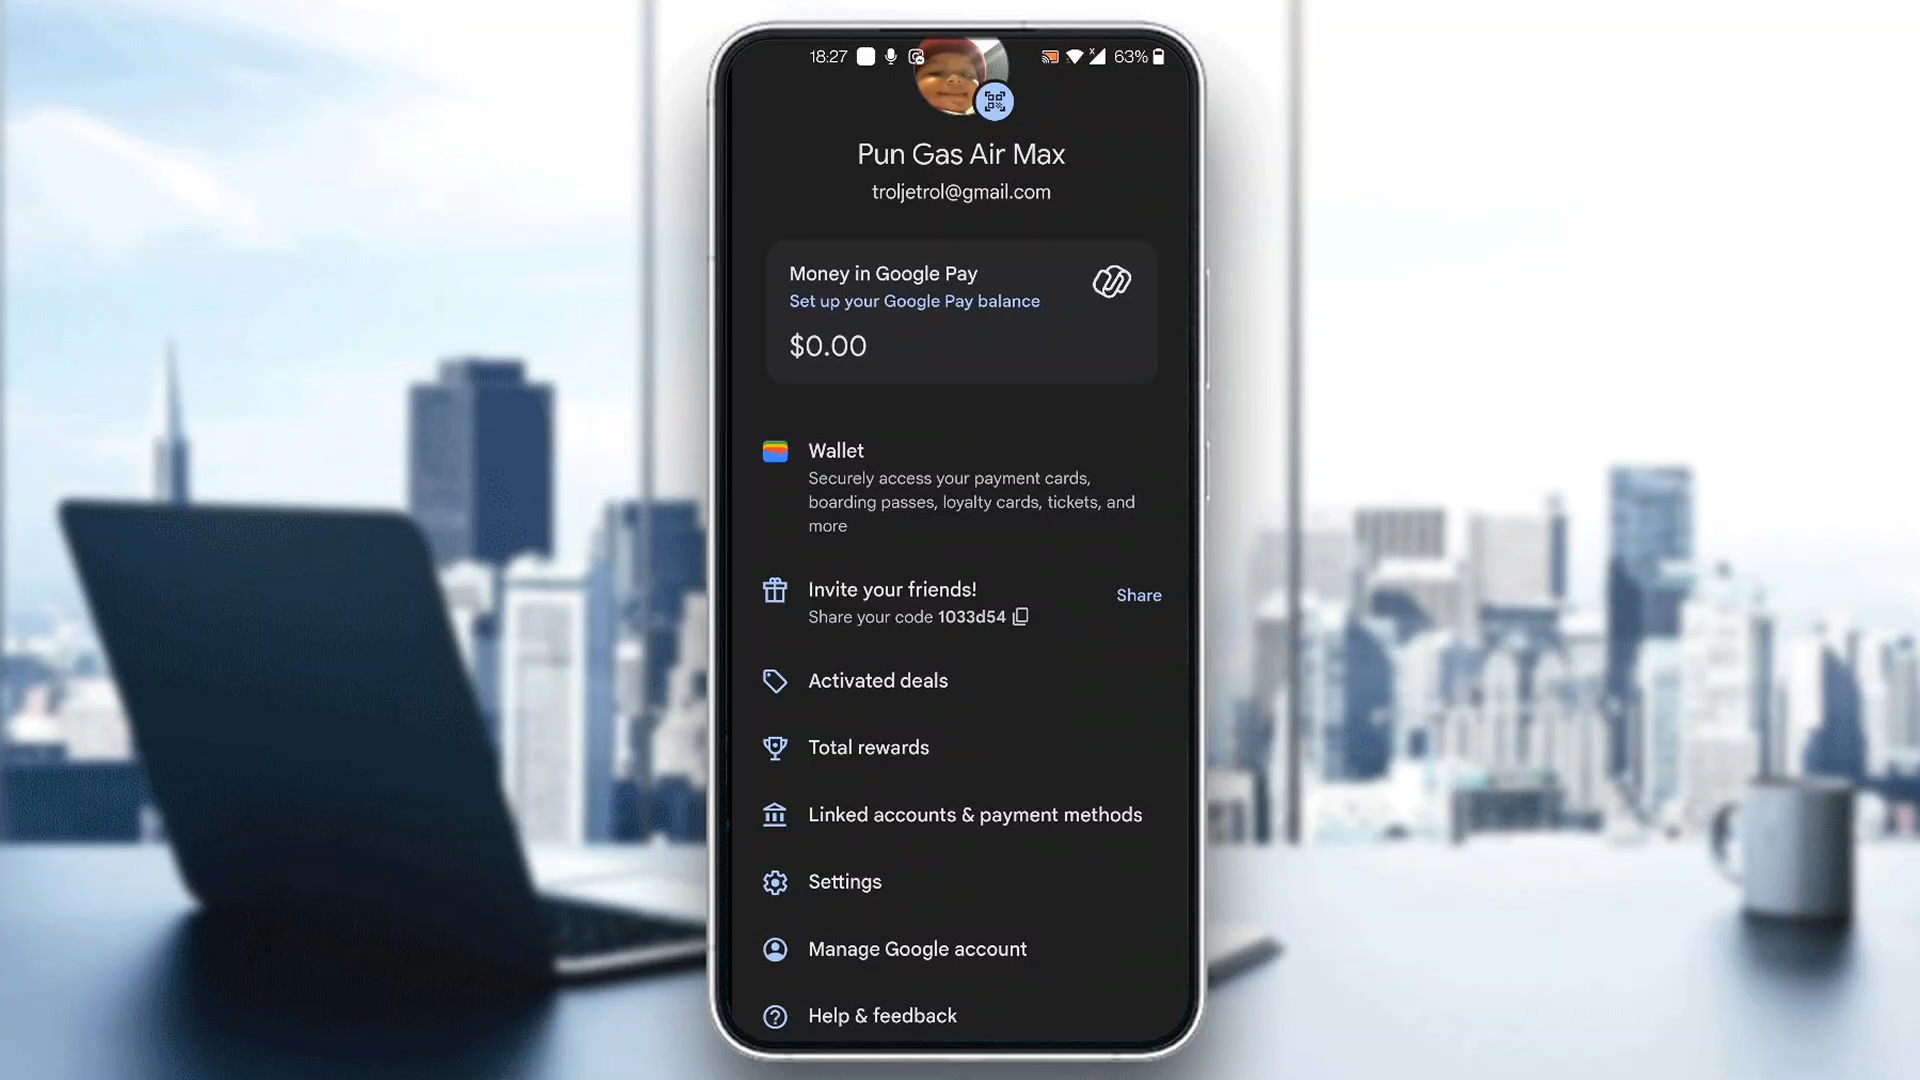 18:27 63%
Pun Gas Air Max
troljetrol@gmail.com
Money in Google Pay
Set up your Google Pay balance
$0.00
Wallet
Securely access your payment cards,
boarding passes, loyalty cards, tickets, and
more
Invite your friends!
Share
Share your code 1033d54
Activated deals
Total rewards
Linked accounts & payment methods
Settings
Manage Google account
Help & feedback